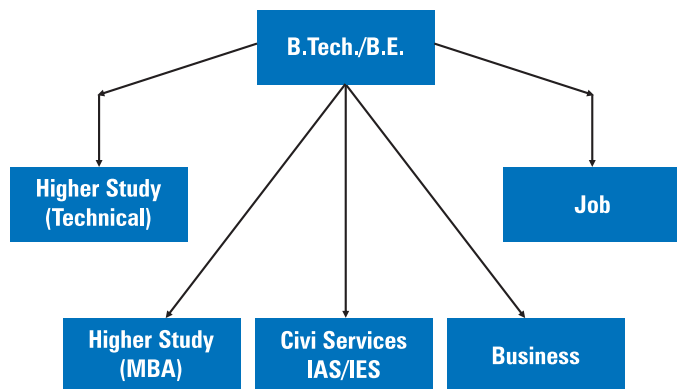 B.Tech./B.E.
Higher Study
(Technical)
Job
Higher Study
(MBA)
Civi Services
IAS/IES
Business